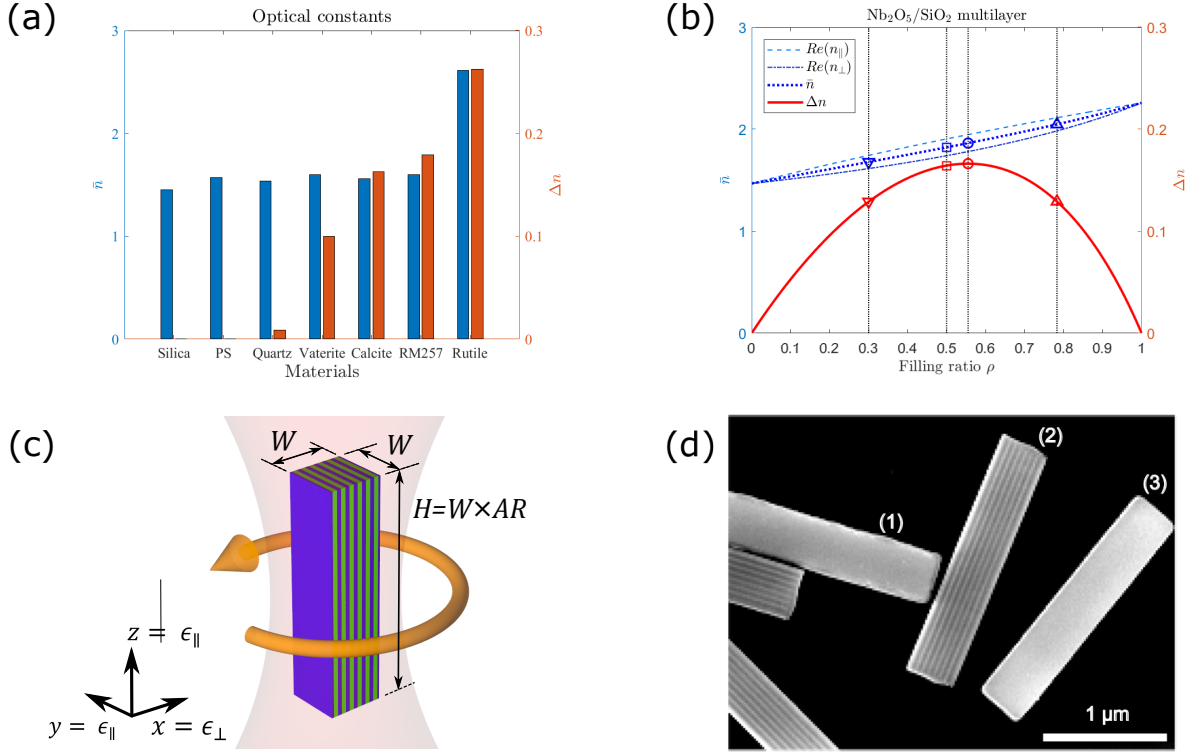 (a)
Optical constants
3
2
1
0
n̄
0.3
0.2
0.1
0
Δn
Silica PS Quartz Vaterite Calcite RM257 Rutile
Materials
(b)
Nb₂O₅/SiO₂ multilayer
Re(n∥)
Re(n⊥)
n̄
Δn
3
2
1
0
n̄
0.3
0.2
0.1
0
Δn
0 0.1 0.2 0.3 0.4 0.5 0.6 0.7 0.8 0.9 1
Filling ratio ρ
(c)
W W
H=W×AR
z = ϵ∥
y = ϵ∥ x = ϵ⊥
(d)
(2)
(3)
(1)
1 μm